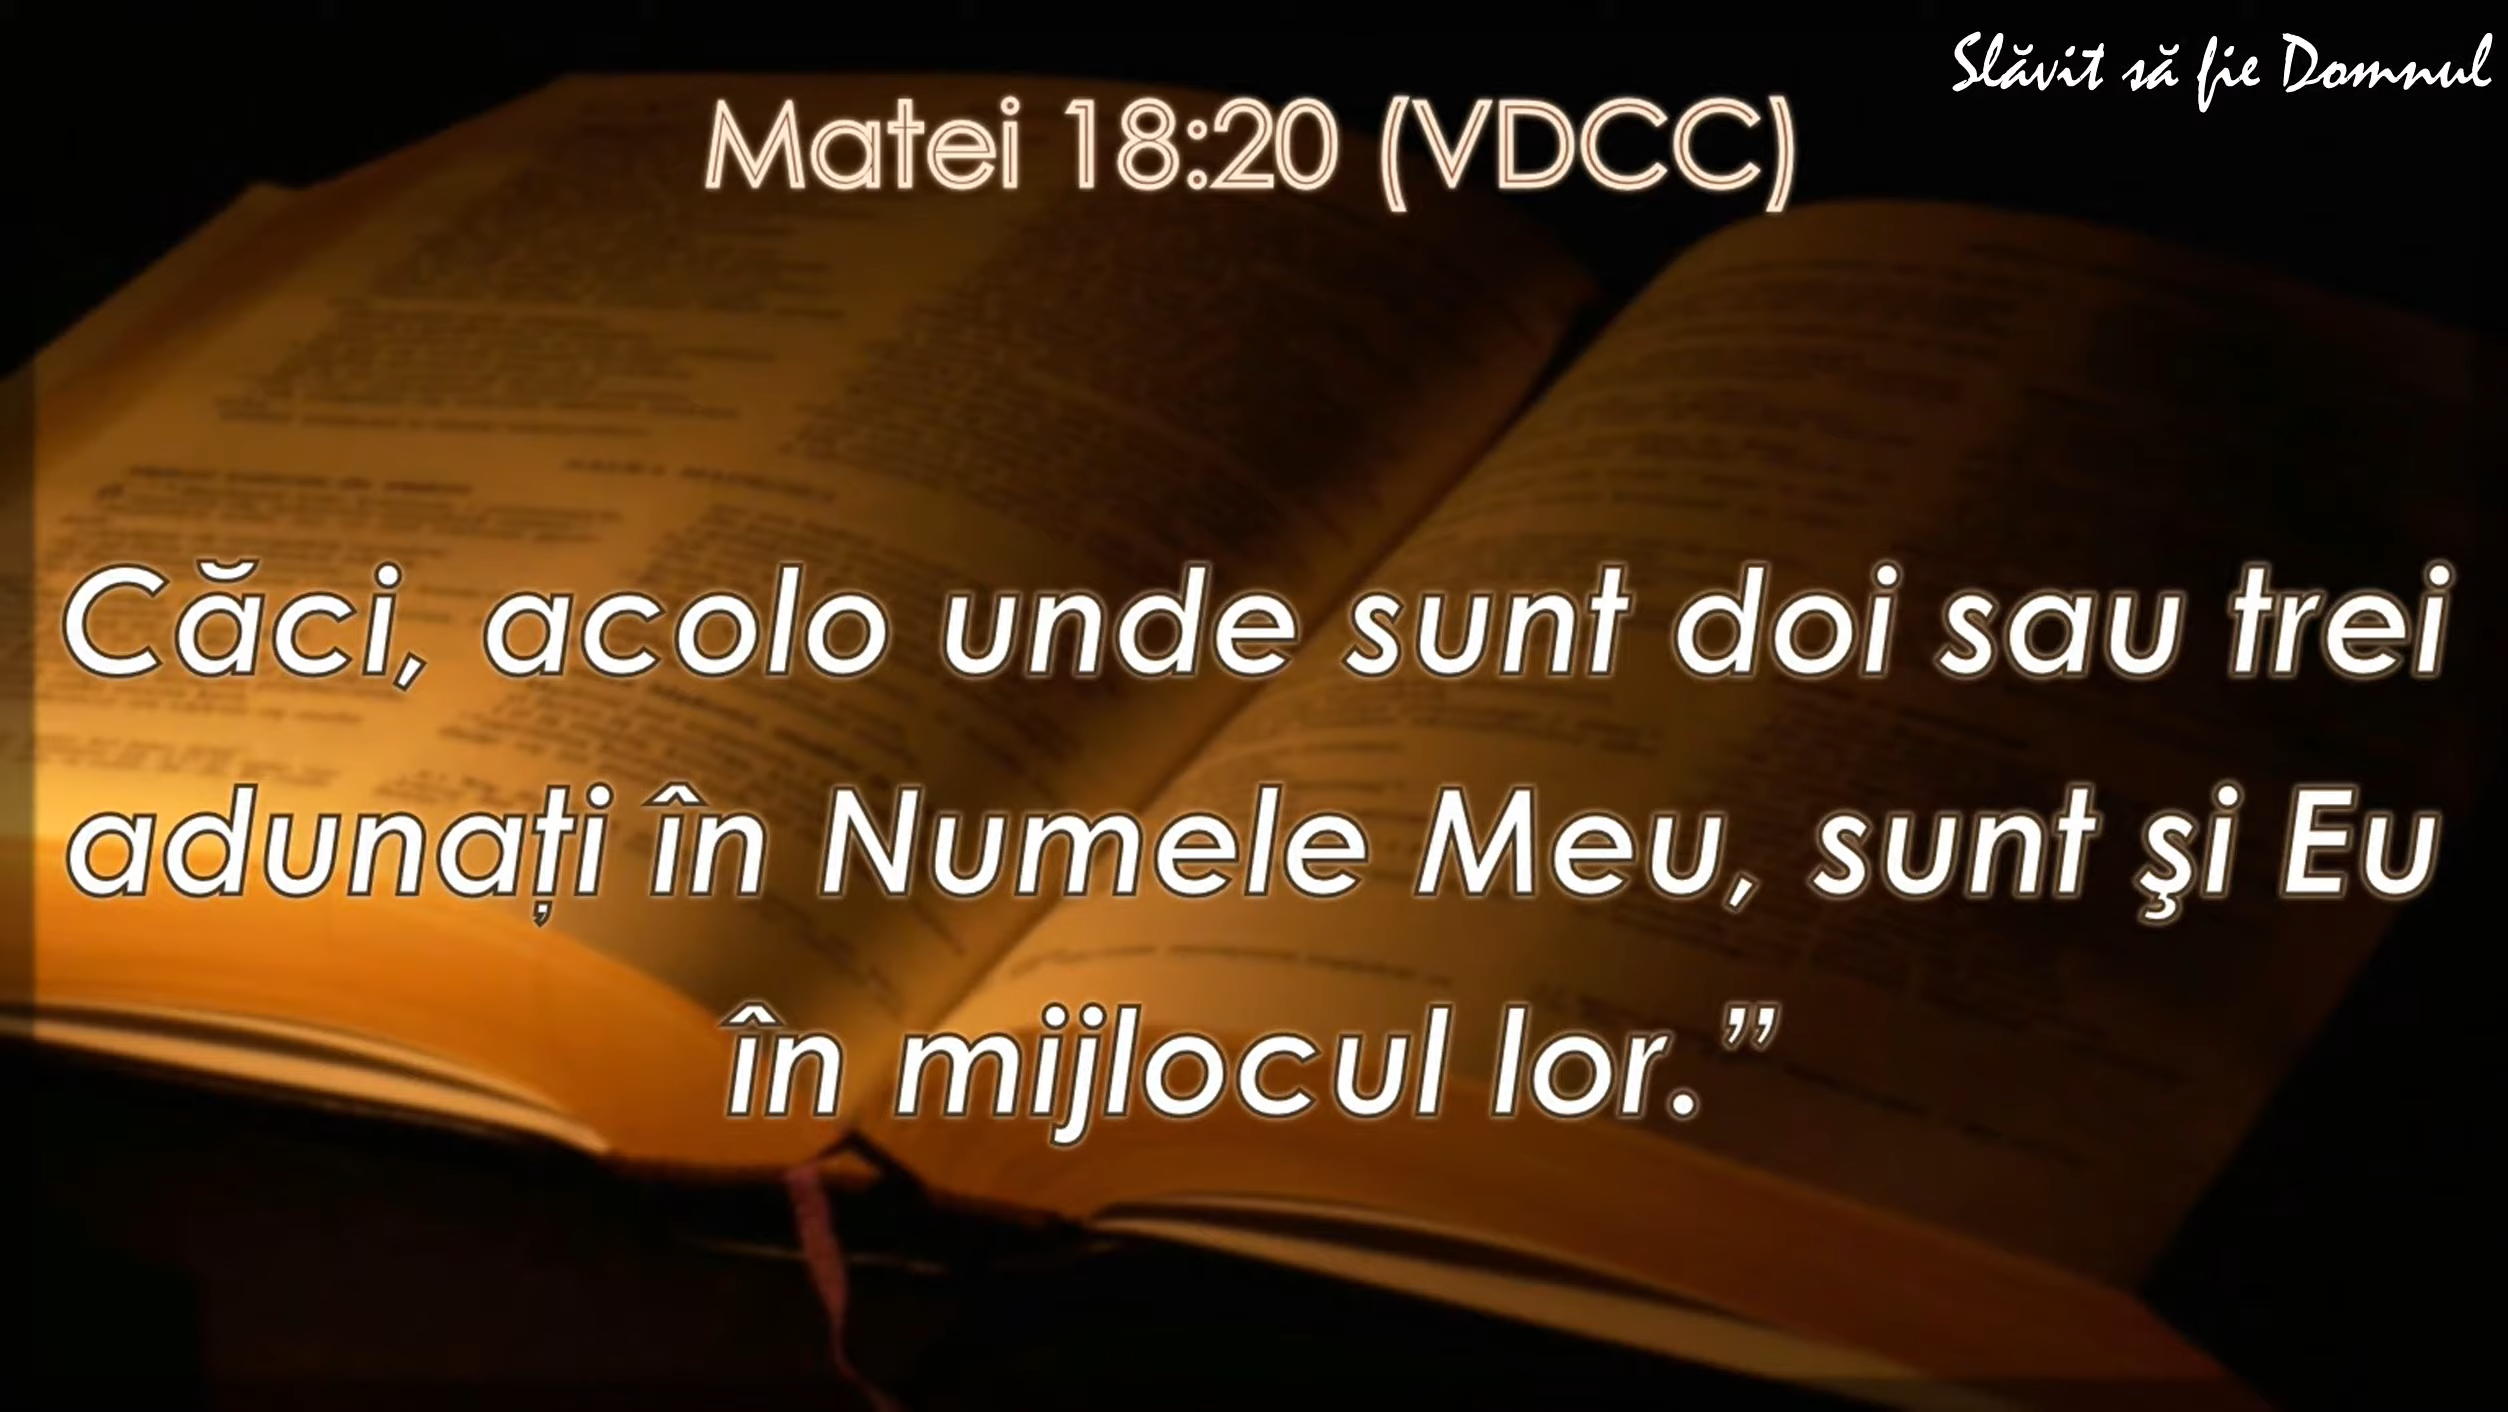 Slăvit să fie Domnul
Matei 18:20 (VDCC)
Căci, acolo unde sunt doi sau trei
adunaţi în Numele Meu, sunt şi Eu
în mijlocul lor.”